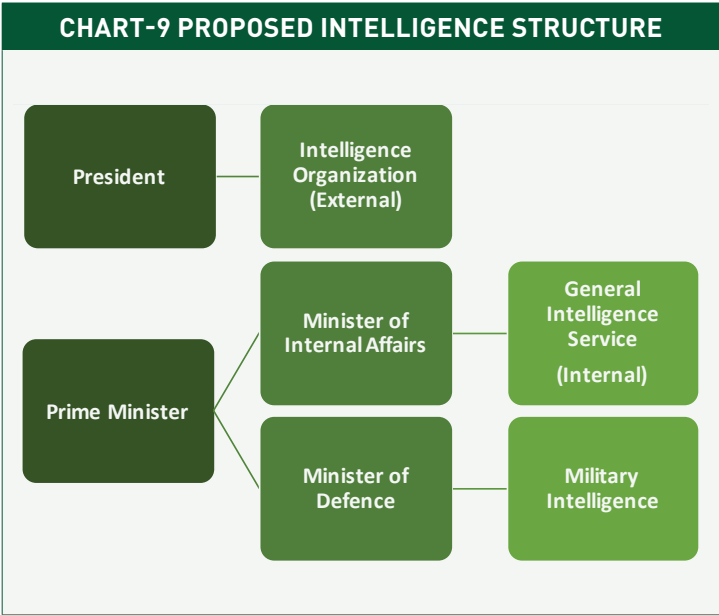 CHART-9 PROPOSED INTELLIGENCE STRUCTURE
President
Intelligence
Organization
(External)
Prime Minister
Minister of
Internal Affairs
General
Intelligence
Service
(Internal)
Minister of
Defence
Military
Intelligence